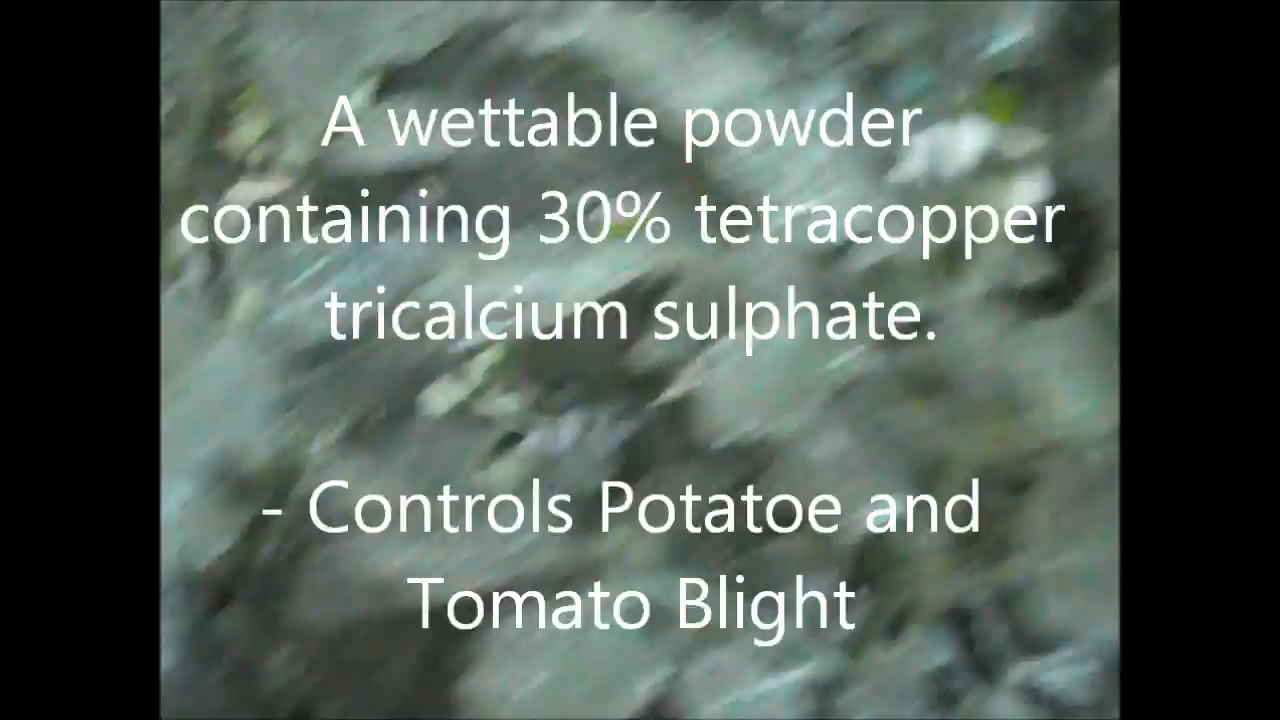 A wettable powder
containing 30% tetracopper
tricalcium sulphate.
- Controls Potatoe and
Tomato Blight